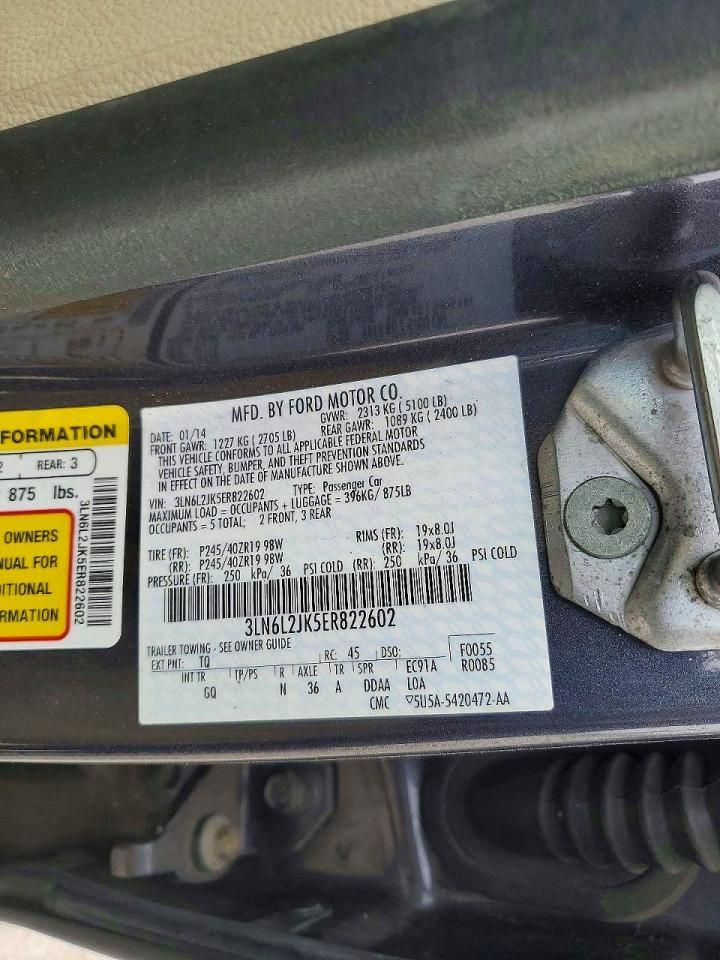 FORMATION
2 REAR: 3
875 lbs.
OWNERS
NUAL FOR
DITIONAL
RMATION
3LN6L2JK5ER822602
MFD. BY FORD MOTOR CO.
DATE: 01/14 GVWR: 2313 KG (5100 LB)
FRONT GAWR: 1227 KG (2705 LB) REAR GAWR: 1089 KG (2400 LB)
THIS VEHICLE CONFORMS TO ALL APPLICABLE FEDERAL MOTOR
VEHICLE SAFETY, BUMPER, AND THEFT PREVENTION STANDARDS
IN EFFECT ON THE DATE OF MANUFACTURE SHOWN ABOVE.
VIN: 3LN6L2JK5ER822602 TYPE: Passenger Car
MAXIMUM LOAD = OCCUPANTS + LUGGAGE = 396KG / 875LB
OCCUPANTS = 5 TOTAL; 2 FRONT, 3 REAR
TIRE (FR): P245/40ZR19 98W RIMS (FR): 19x8.0J
(RR): P245/40ZR19 98W (RR): 19x8.0J
PRESSURE (FR): 250 kPa/ 36 PSI COLD (RR): 250 kPa/ 36 PSI COLD
3LN6L2JK5ER822602
TRAILER TOWING - SEE OWNER GUIDE
EXT PNT: TQ RC: 45 DSO: F0055
INT TR TP/PS R AXLE TR SPR EC91A R0085
GQ N 36 A DDAA LOA
CMC ▽5U5A-5420472-AA